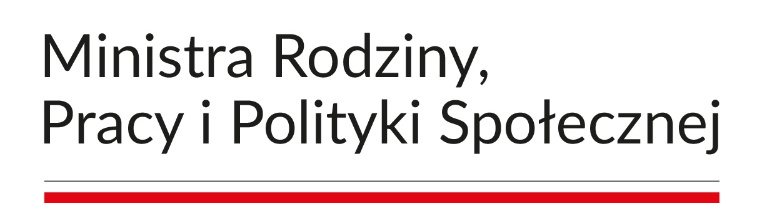 Ministra Rodziny,
Pracy i Polityki Społecznej